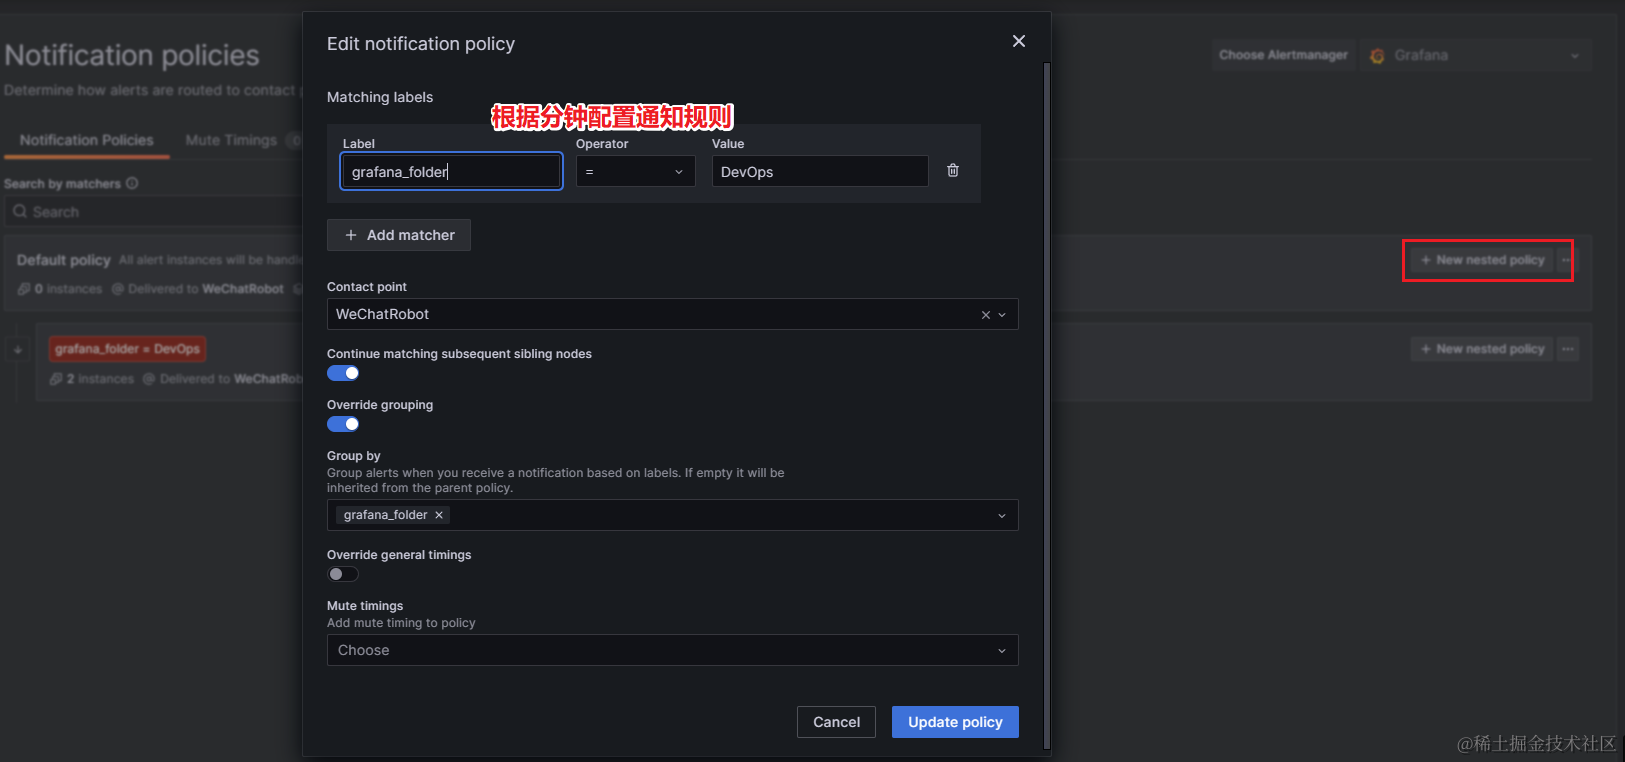 Edit notification policy
Notification policies
Choose Alertmanager
Grafana
Determine how alerts are routed to contact
Matching labels
根据分钟配置通知规则
Notification Policies
Mute Timings
0
Label
Operator
Value
grafana_folder
=
DevOps
Search by matchers
Search
+ Add matcher
Default policy All alert instances will be handle
+ New nested policy
0 instances @ Delivered to WeChatRobot
Contact point
WeChatRobot
grafana_folder = DevOps
+ New nested policy
2 instances @ Delivered to WeChatRob
Continue matching subsequent sibling nodes
Override grouping
Group by
Group alerts when you receive a notification based on labels. If empty it will be
inherited from the parent policy.
grafana_folder
Override general timings
Mute timings
Add mute timing to policy
Choose
Cancel
Update policy
@稀土掘金技术社区